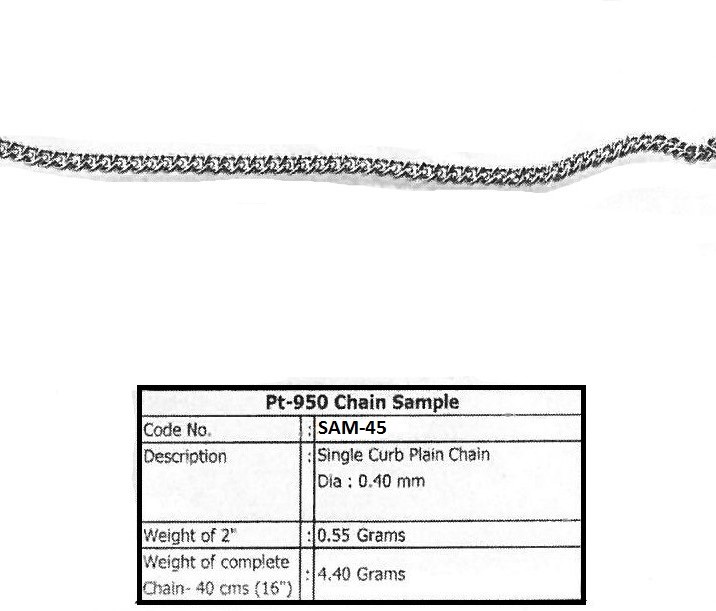 Pt-950 Chain Sample
Code No. : SAM-45
Description : Single Curb Plain Chain
Dia : 0.40 mm
Weight of 2" : 0.55 Grams
Weight of complete
Chain- 40 cms (16") : 4.40 Grams